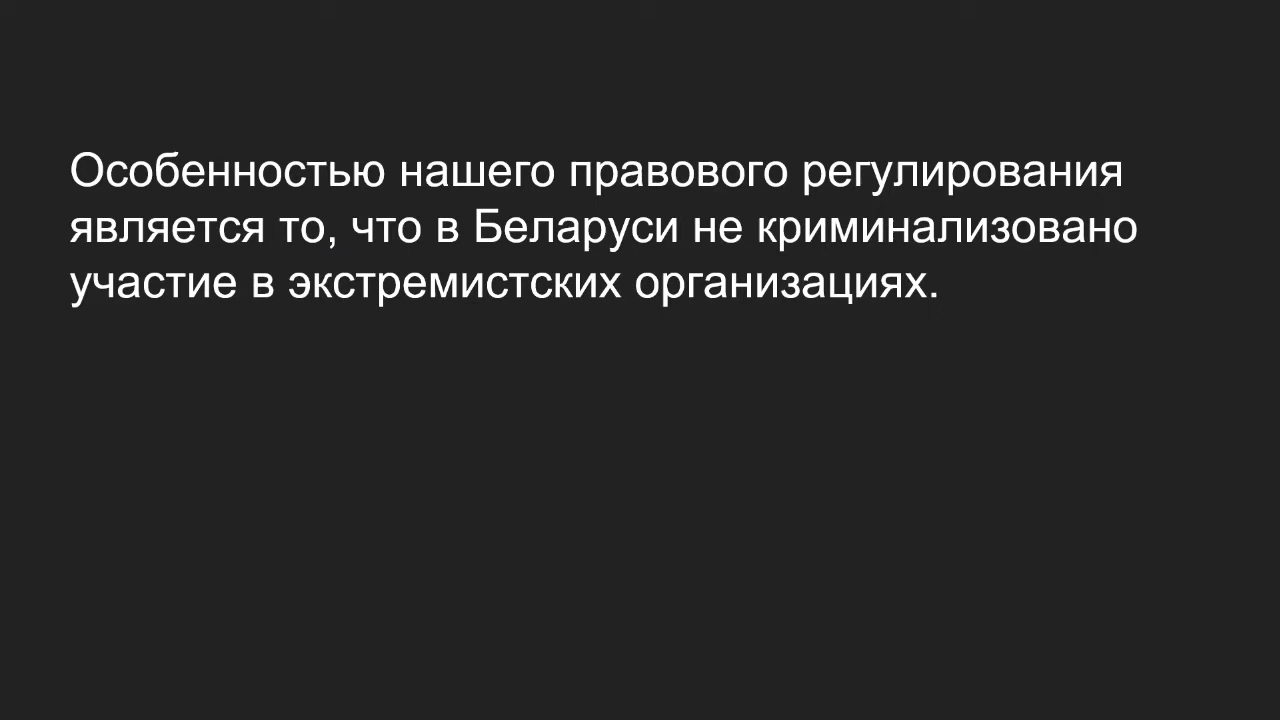 Особенностью нашего правового регулирования
является то, что в Беларуси не криминализовано
участие в экстремистских организациях.